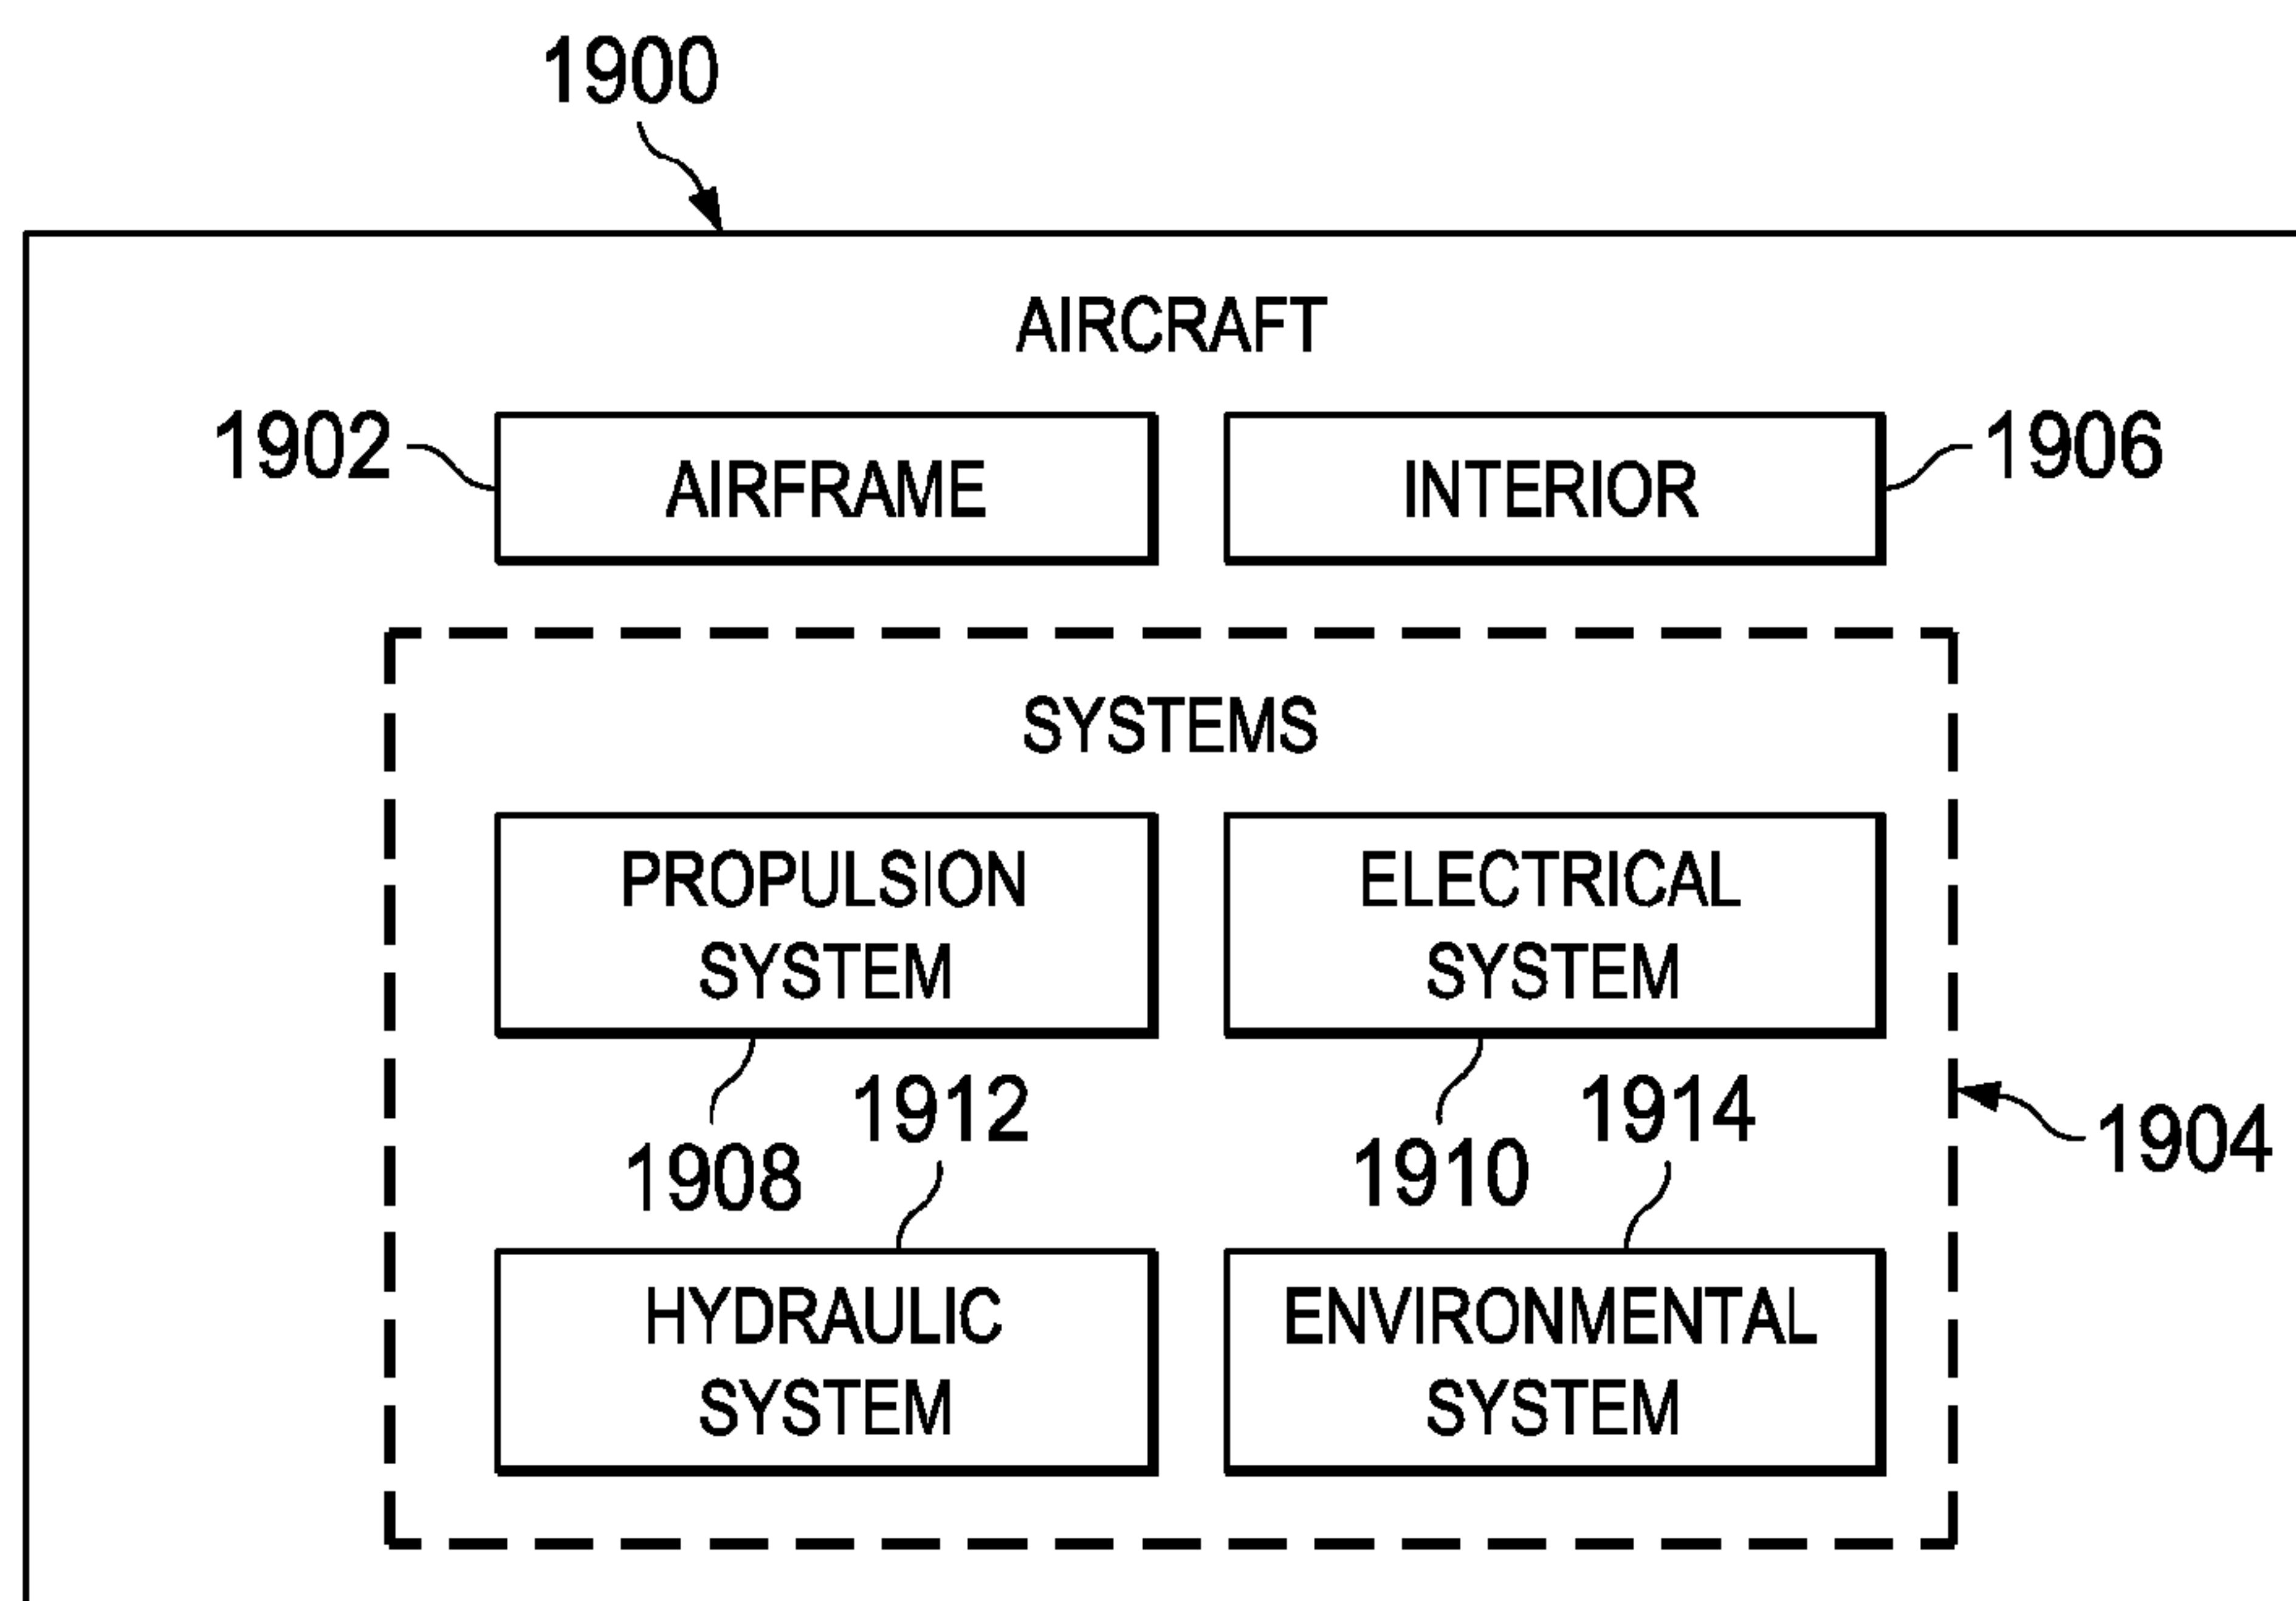 1900
AIRCRAFT
1902
AIRFRAME
INTERIOR
1906
SYSTEMS
PROPULSION
SYSTEM
ELECTRICAL
SYSTEM
1908
1912
1910
1914
1904
HYDRAULIC
SYSTEM
ENVIRONMENTAL
SYSTEM